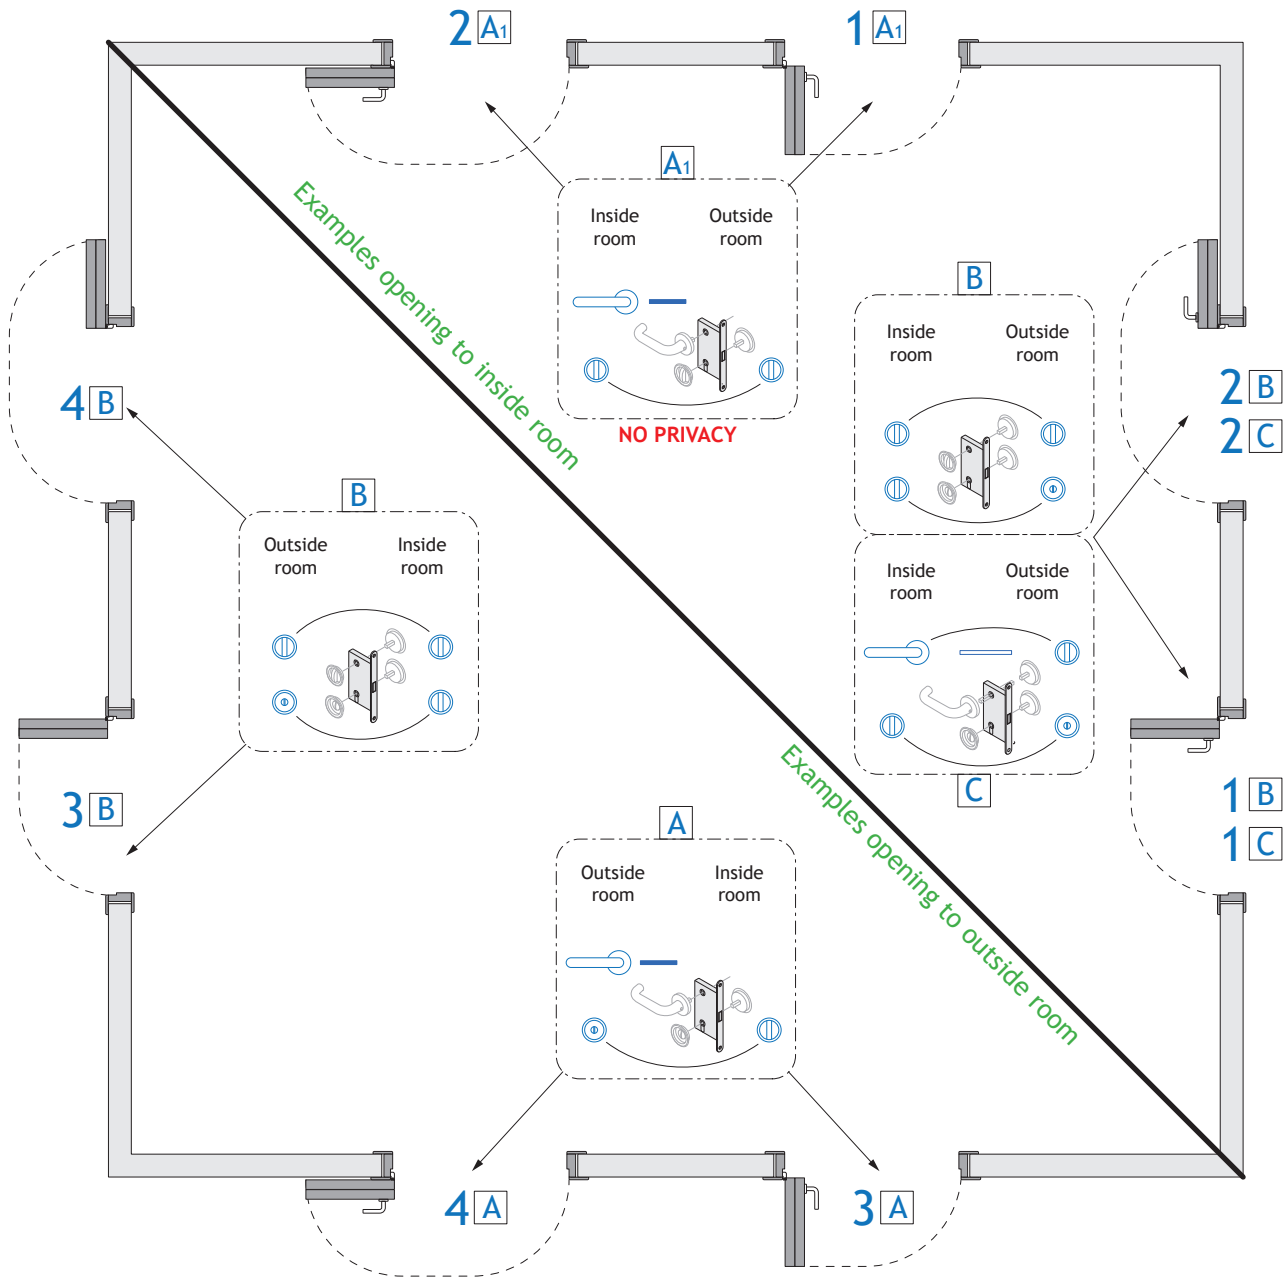 2 A1
1 A1
A1
Inside room
Outside room
NO PRIVACY
Examples opening to inside room
B
Inside room
Outside room
2 B
2 C
4 B
B
Outside room
Inside room
Inside room
Outside room
C
3 B
1 B
1 C
Examples opening to outside room
A
Outside room
Inside room
4 A
3 A